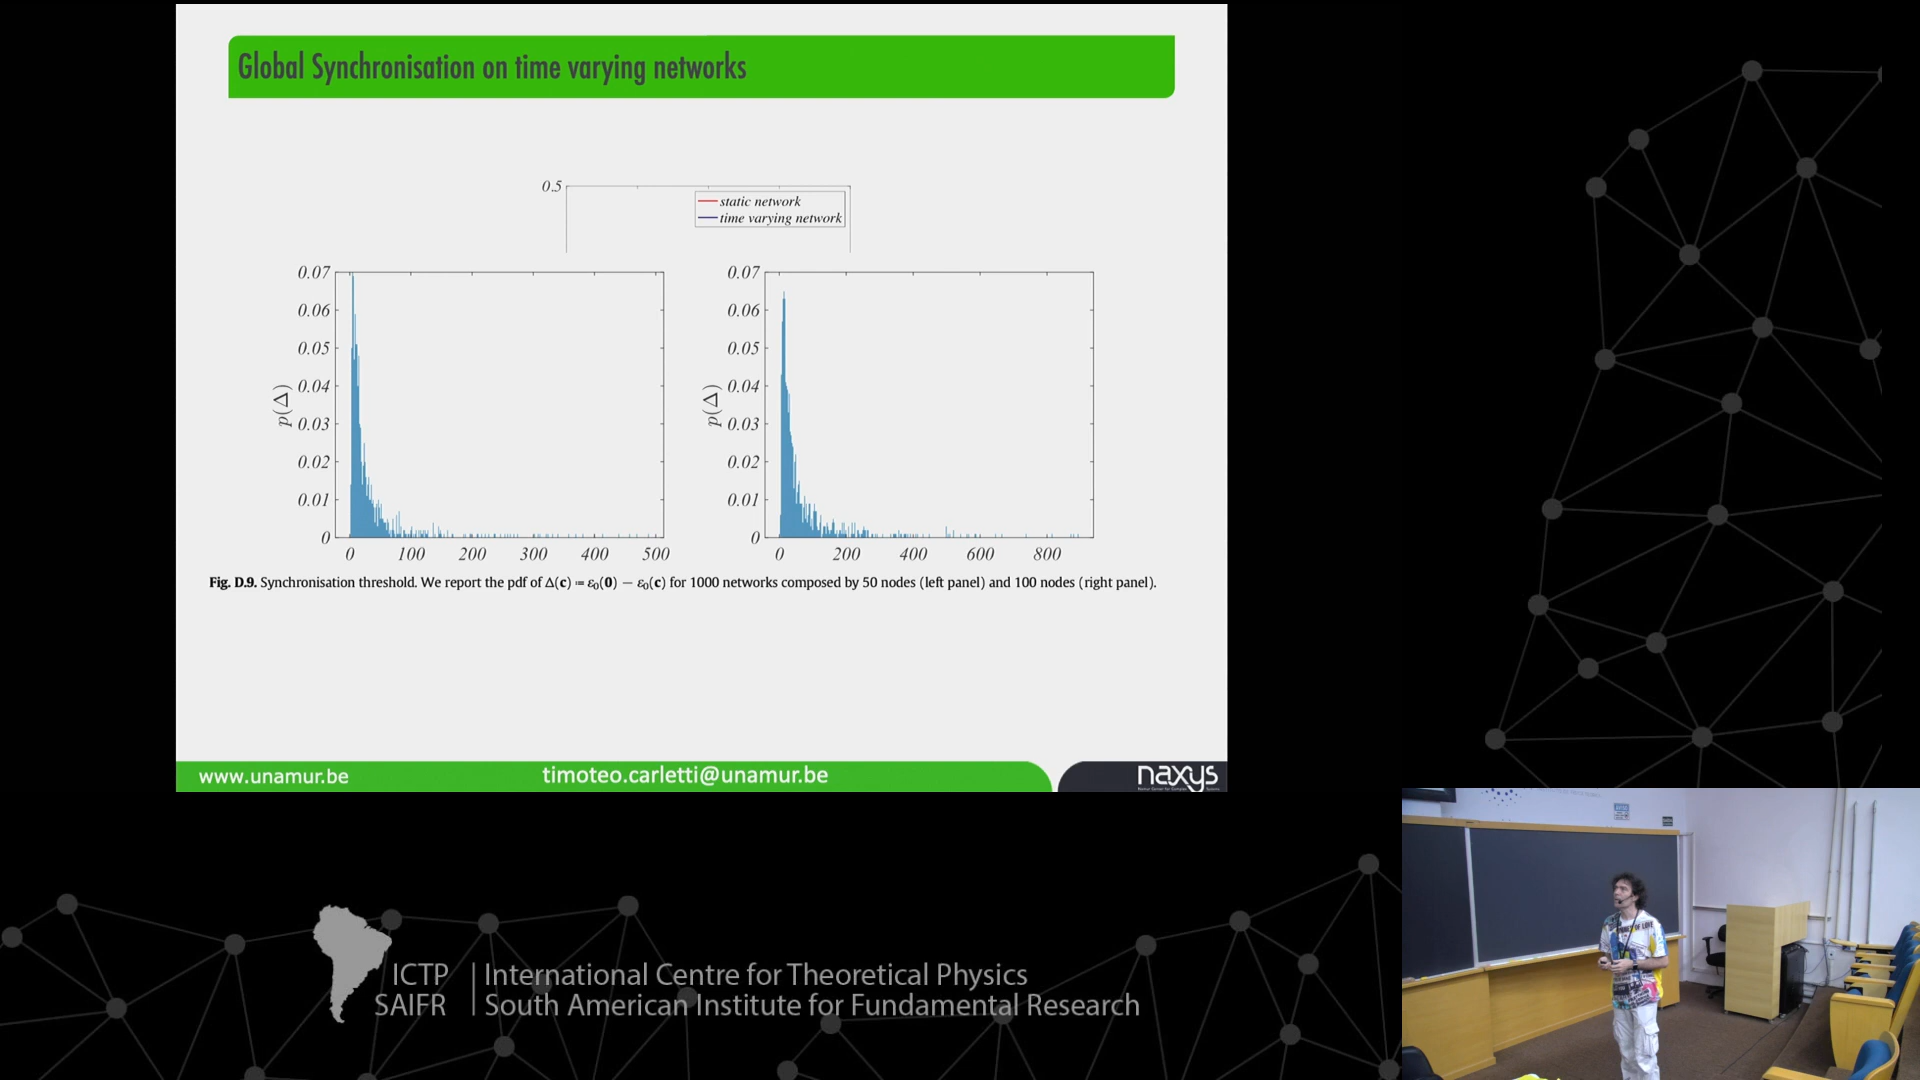 Global Synchronisation on time varying networks
0.5
static network
time varying network
0.07
0.06
0.05
0.04
0.03
0.02
0.01
0
p(Δ)
0 100 200 300 400 500
0.07
0.06
0.05
0.04
0.03
0.02
0.01
0
p(Δ)
0 200 400 600 800
Fig. D.9. Synchronisation threshold. We report the pdf of Δ(c) ≔ ε₀(0) − ε₀(c) for 1000 networks composed by 50 nodes (left panel) and 100 nodes (right panel).
www.unamur.be
timoteo.carletti@unamur.be
naxys
ICTP | International Centre for Theoretical Physics
SAIFR | South American Institute for Fundamental Research